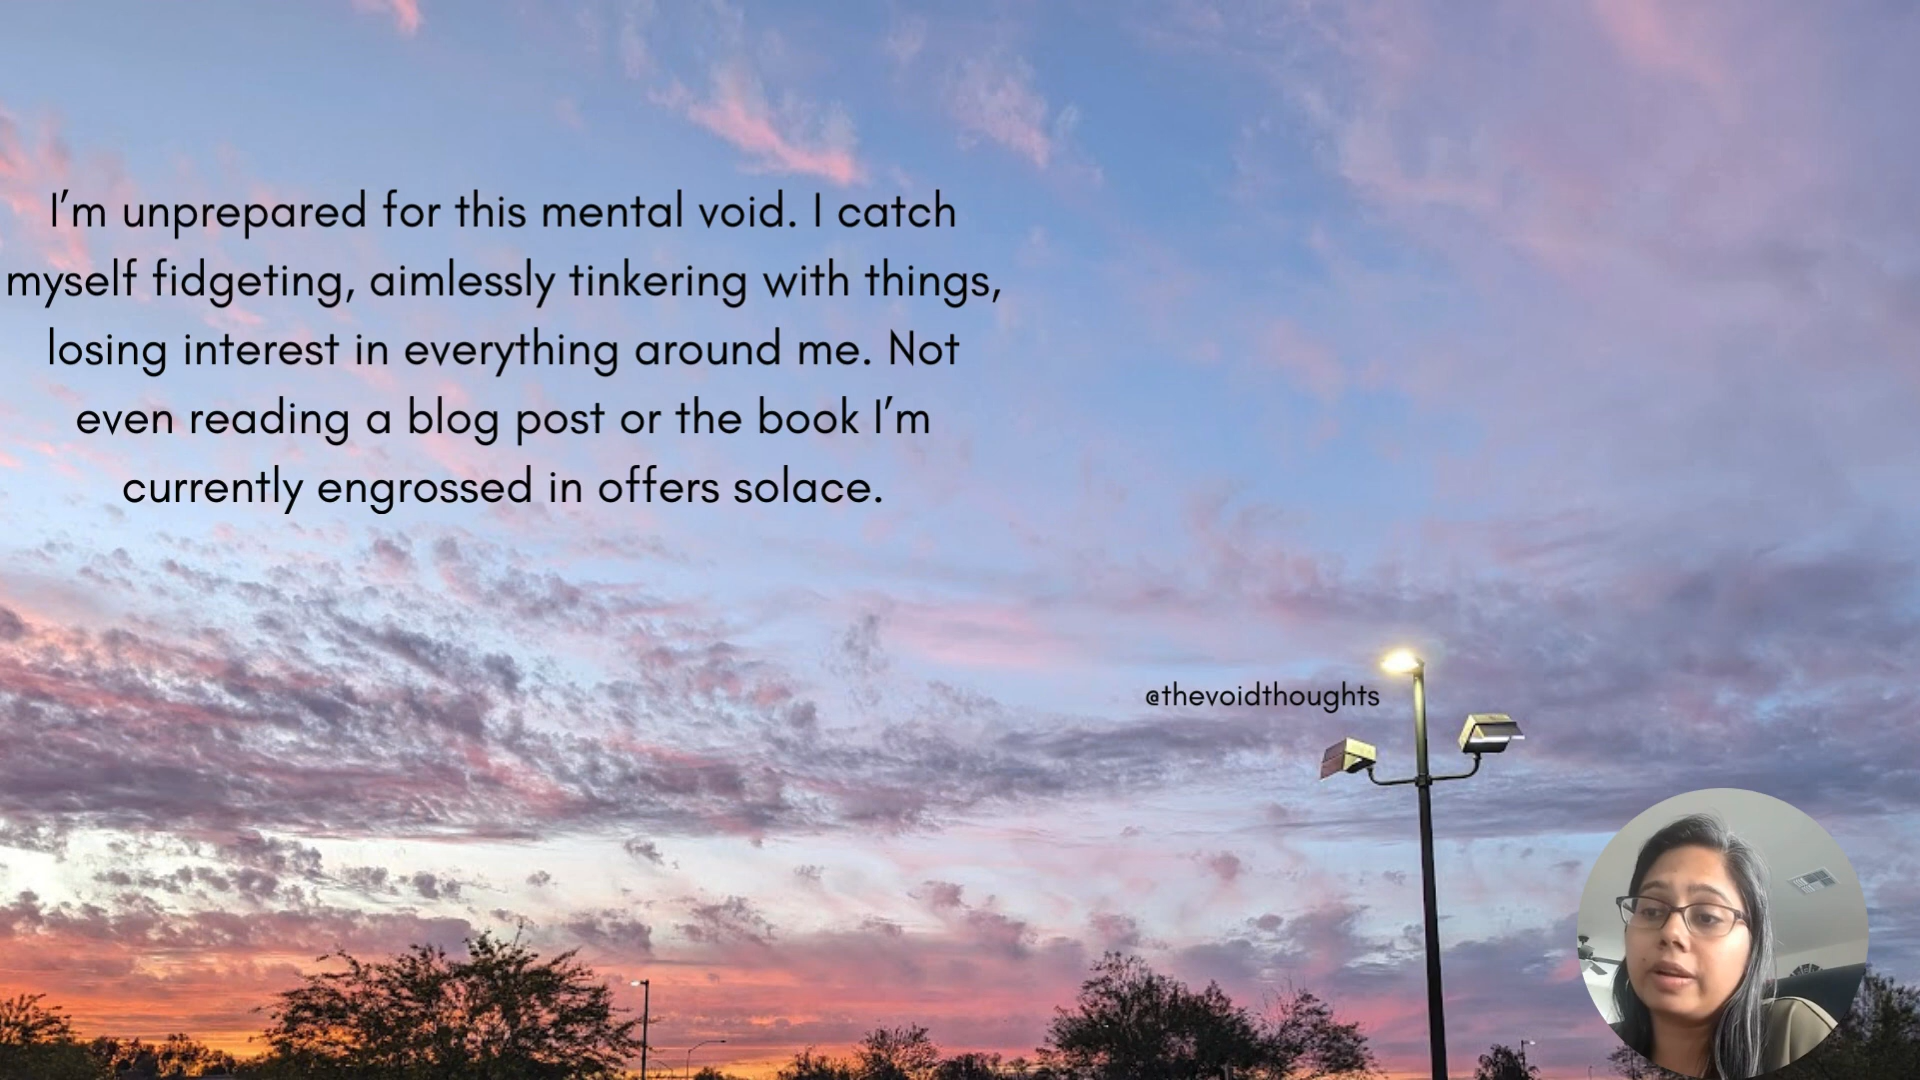 I’m unprepared for this mental void. I catch
myself fidgeting, aimlessly tinkering with things,
losing interest in everything around me. Not
even reading a blog post or the book I’m
currently engrossed in offers solace.
@thevoidthoughts